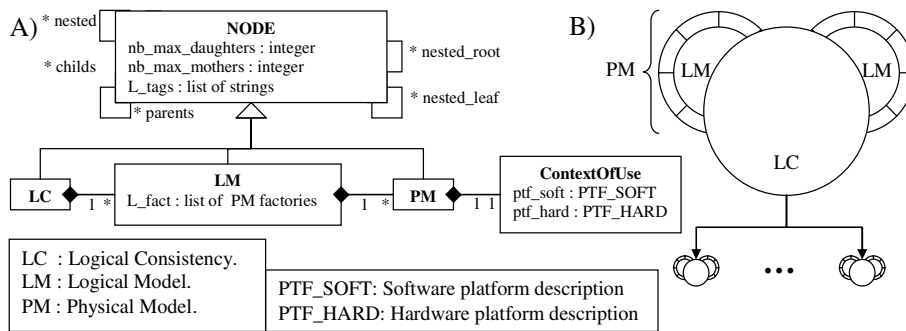 A)
* nested
NODE
nb_max_daughters : integer
nb_max_mothers : integer
L_tags : list of strings
* nested_root
* childs
* nested_leaf
* parents
LC
1
*
LM
L_fact : list of  PM factories
1
*
PM
1
1
ContextOfUse
ptf_soft : PTF_SOFT
ptf_hard : PTF_HARD
LC  : Logical Consistency.
LM : Logical Model.
PM : Physical Model.
PTF_SOFT: Software platform description
PTF_HARD: Hardware platform description
B)
PM
LM
LM
LC